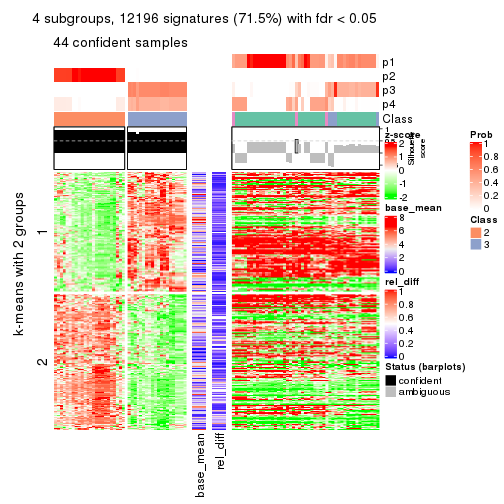 4 subgroups, 12196 signatures (71.5%) with fdr < 0.05
44 confident samples
p1
p2
p3
p4
Class
1
Silhouette
score
k-means with 2 groups
1
2
base_mean
rel_diff
z-score
2
1
0
-1
-2
base_mean
8
6
4
2
0
rel_diff
1
0.8
0.6
0.4
0.2
0
Status (barplots)
confident
ambiguous
Prob
1
0.8
0.6
0.4
0.2
0
Class
2
3